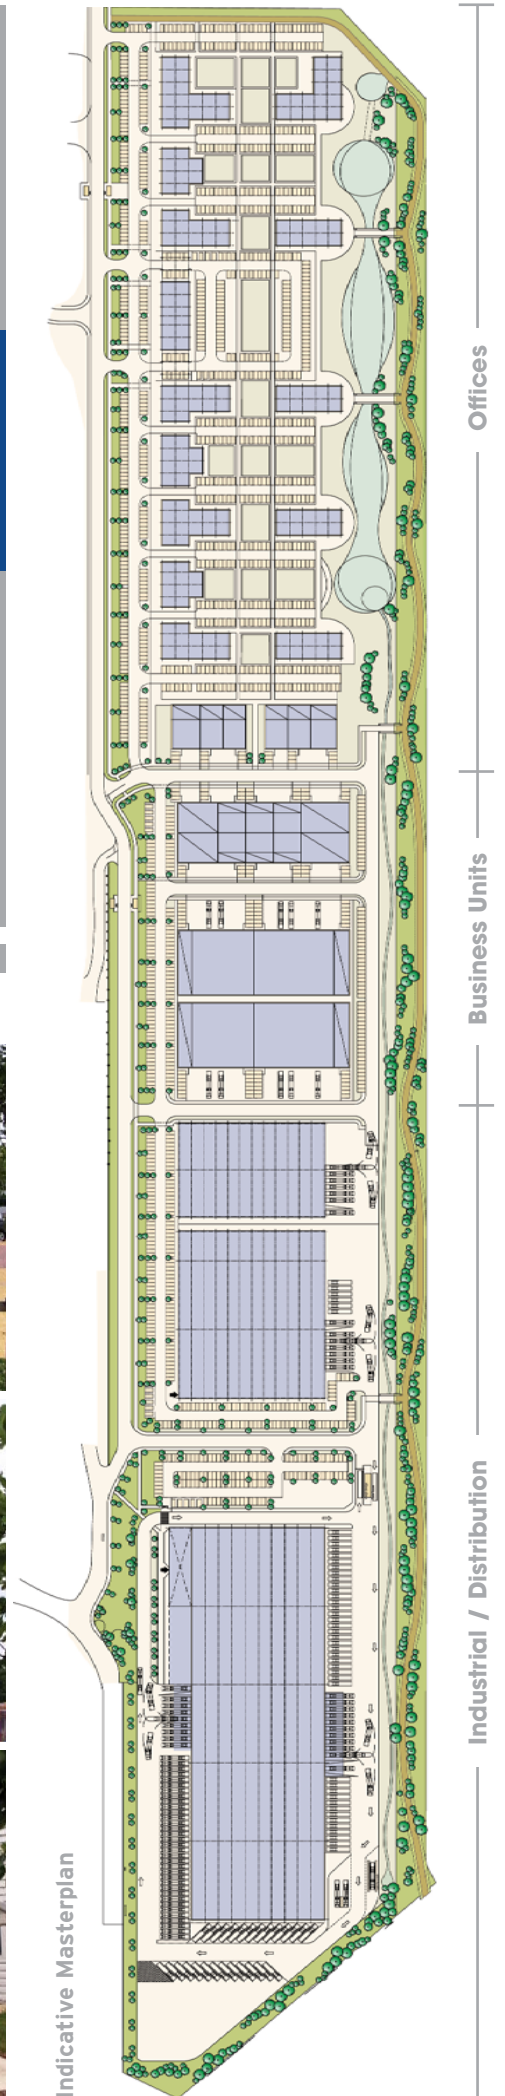 Offices
Business Units
Industrial / Distribution
Indicative Masterplan